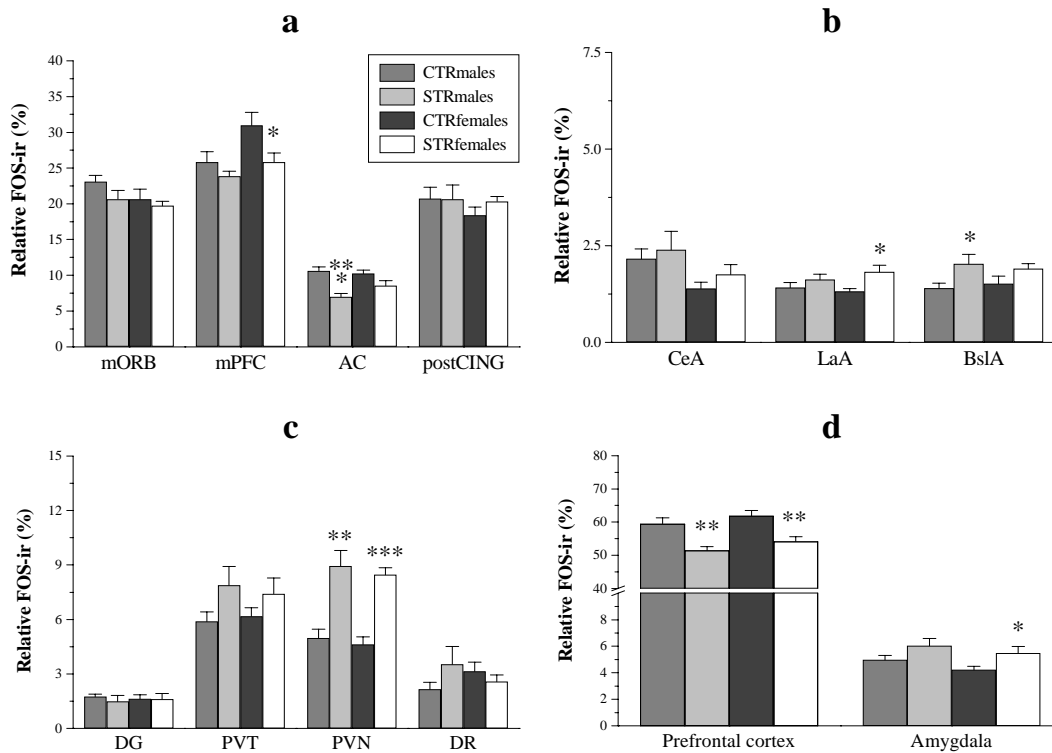 a
Relative FOS-ir (%)
40
35
30
25
20
15
10
5
0
CTRmales
STRmales
CTRfemales
STRfemales
*
**
*
mORB mPFC AC postCING
b
Relative FOS-ir (%)
7.5
5.0
2.5
0.0
* *
CeA LaA BslA
c
Relative FOS-ir (%)
15
12
9
6
3
0
** ***
DG PVT PVN DR
d
Relative FOS-ir (%)
80
70
60
50
40
10
8
6
4
2
0
** **
*
Prefrontal cortex Amygdala